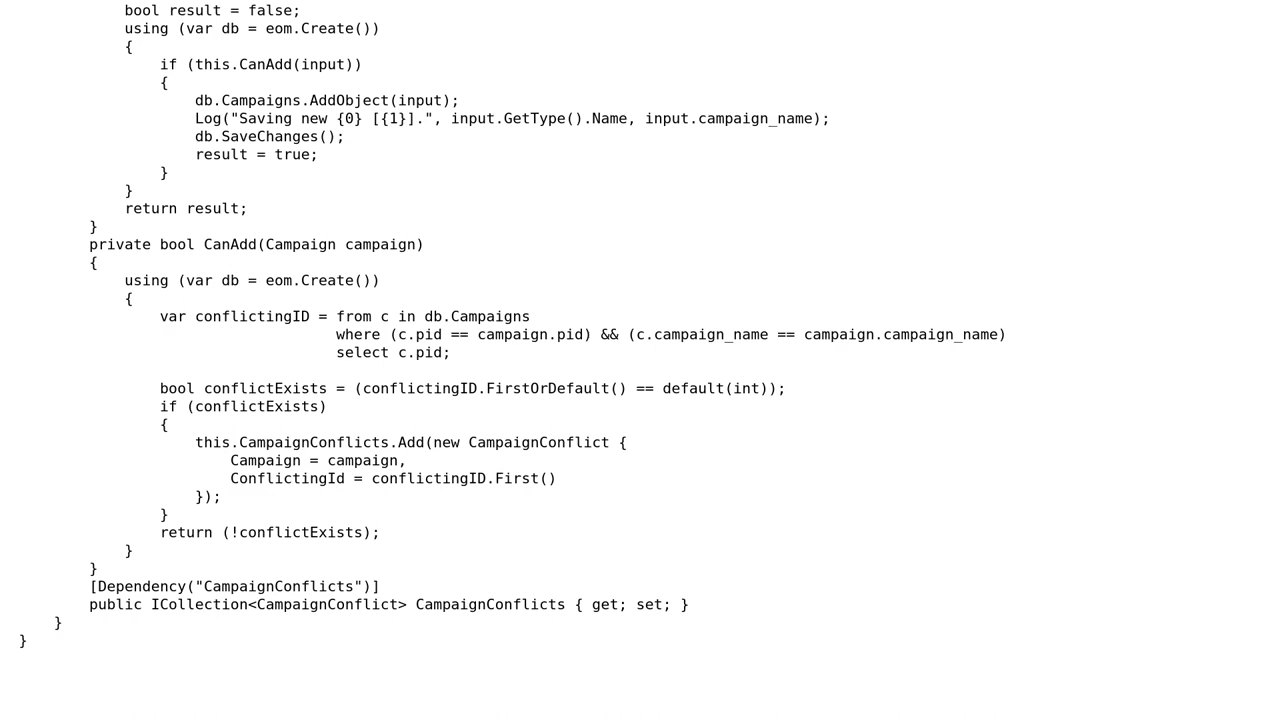 bool result = false;
using (var db = eom.Create())
{
if (this.CanAdd(input))
{
db.Campaigns.AddObject(input);
Log("Saving new {0} [{1}].", input.GetType().Name, input.campaign_name);
db.SaveChanges();
result = true;
}
}
return result;
}
private bool CanAdd(Campaign campaign)
{
using (var db = eom.Create())
{
var conflictingID = from c in db.Campaigns
where (c.pid == campaign.pid) && (c.campaign_name == campaign.campaign_name)
select c.pid;
bool conflictExists = (conflictingID.FirstOrDefault() == default(int));
if (conflictExists)
{
this.CampaignConflicts.Add(new CampaignConflict {
Campaign = campaign,
ConflictingId = conflictingID.First()
});
}
return (!conflictExists);
}
}
[Dependency("CampaignConflicts")]
public ICollection<CampaignConflict> CampaignConflicts { get; set; }
}
}